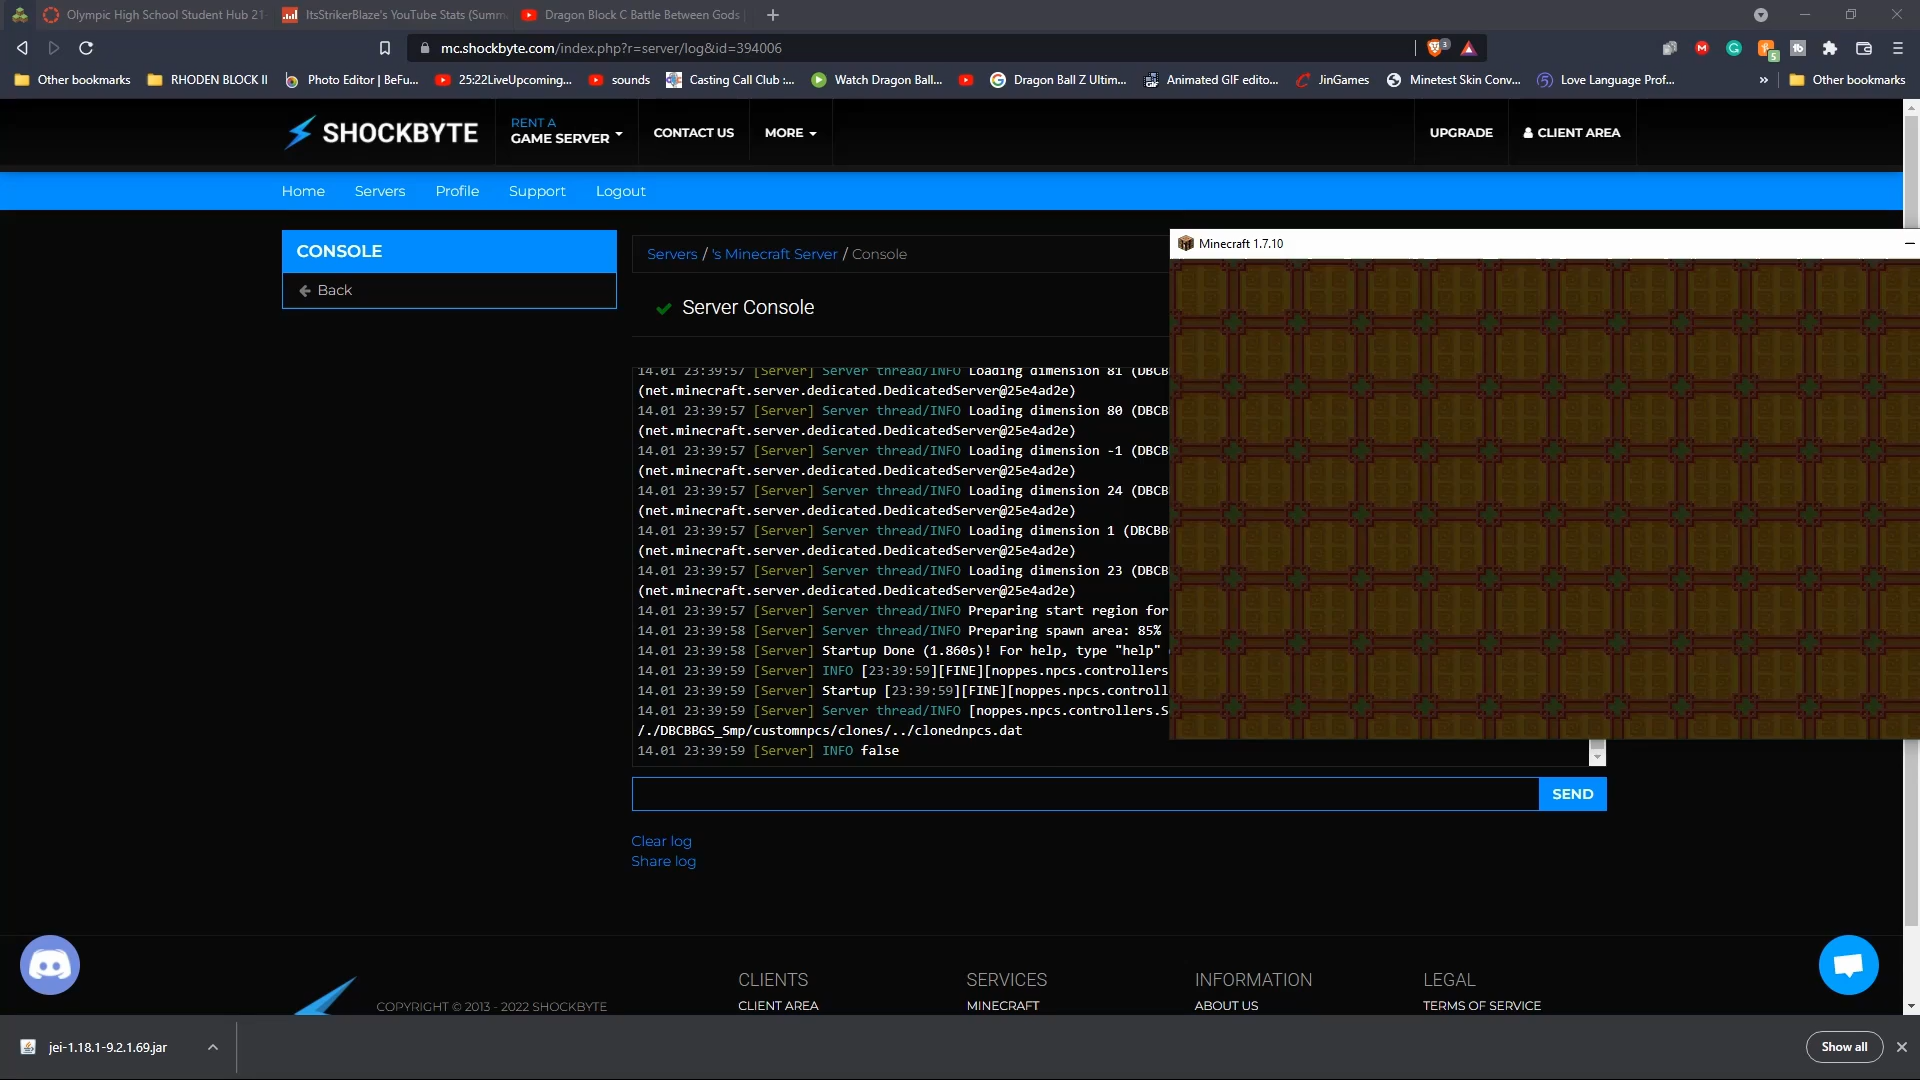 Olympic High School Student Hub 21-
ItsStrikerBlaze's YouTube Stats (Summ
Dragon Block C Battle Between Gods
mc.shockbyte.com/index.php?r=server/log&id=394006
3
5
Other bookmarks
RHODEN BLOCK II
Photo Editor | BeFu...
25:22LiveUpcoming...
sounds
Casting Call Club :...
Watch Dragon Ball...
Dragon Ball Z Ultim...
Animated GIF edito...
JinGames
Minetest Skin Conv...
Love Language Prof...
»
Other bookmarks
SHOCKBYTE
RENT A
GAME SERVER
CONTACT US
MORE
UPGRADE
CLIENT AREA
Home
Servers
Profile
Support
Logout
CONSOLE
Back
Servers / 's Minecraft Server / Console
Server Console
Minecraft 1.7.10
14.01 23:39:57 [Server] Server thread/INFO Loading dimension 81 (DBCB
(net.minecraft.server.dedicated.DedicatedServer@25e4ad2e)
14.01 23:39:57 [Server] Server thread/INFO Loading dimension 80 (DBCB
(net.minecraft.server.dedicated.DedicatedServer@25e4ad2e)
14.01 23:39:57 [Server] Server thread/INFO Loading dimension -1 (DBCB
(net.minecraft.server.dedicated.DedicatedServer@25e4ad2e)
14.01 23:39:57 [Server] Server thread/INFO Loading dimension 24 (DBCB
(net.minecraft.server.dedicated.DedicatedServer@25e4ad2e)
14.01 23:39:57 [Server] Server thread/INFO Loading dimension 1 (DBCBB
(net.minecraft.server.dedicated.DedicatedServer@25e4ad2e)
14.01 23:39:57 [Server] Server thread/INFO Loading dimension 23 (DBCB
(net.minecraft.server.dedicated.DedicatedServer@25e4ad2e)
14.01 23:39:57 [Server] Server thread/INFO Preparing start region for
14.01 23:39:58 [Server] Server thread/INFO Preparing spawn area: 85%
14.01 23:39:58 [Server] Startup Done (1.860s)! For help, type "help"
14.01 23:39:59 [Server] INFO [23:39:59][FINE][noppes.npcs.controllers
14.01 23:39:59 [Server] Startup [23:39:59][FINE][noppes.npcs.controll
14.01 23:39:59 [Server] Server thread/INFO [noppes.npcs.controllers.S
/./DBCBBGS_Smp/customnpcs/clones/../clonednpcs.dat
14.01 23:39:59 [Server] INFO false
SEND
Clear log
Share log
COPYRIGHT © 2013 - 2022 SHOCKBYTE
CLIENTS
CLIENT AREA
SERVICES
MINECRAFT
INFORMATION
ABOUT US
LEGAL
TERMS OF SERVICE
jei-1.18.1-9.2.1.69.jar
Show all